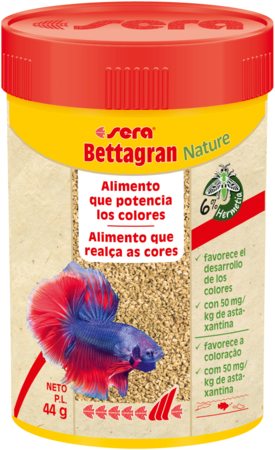 sera
sera
Bettagran Nature
Alimento
que potencia
los colores
Alimento que
realça as cores
6% Hermetia
✓ favorece el
desarrollo
de los
colores
✓ con 50 mg/
kg de asta-
xantina
✓ favorece a
coloração
✓ com 50 mg/
kg de asta-
xantina
NETO
P.L.
44 g